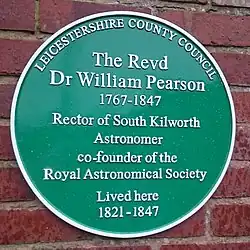 LEICESTERSHIRE COUNTY COUNCIL
The Revd
Dr William Pearson
1767-1847
Rector of South Kilworth
Astronomer
co-founder of the
Royal Astronomical Society
Lived here
1821-1847